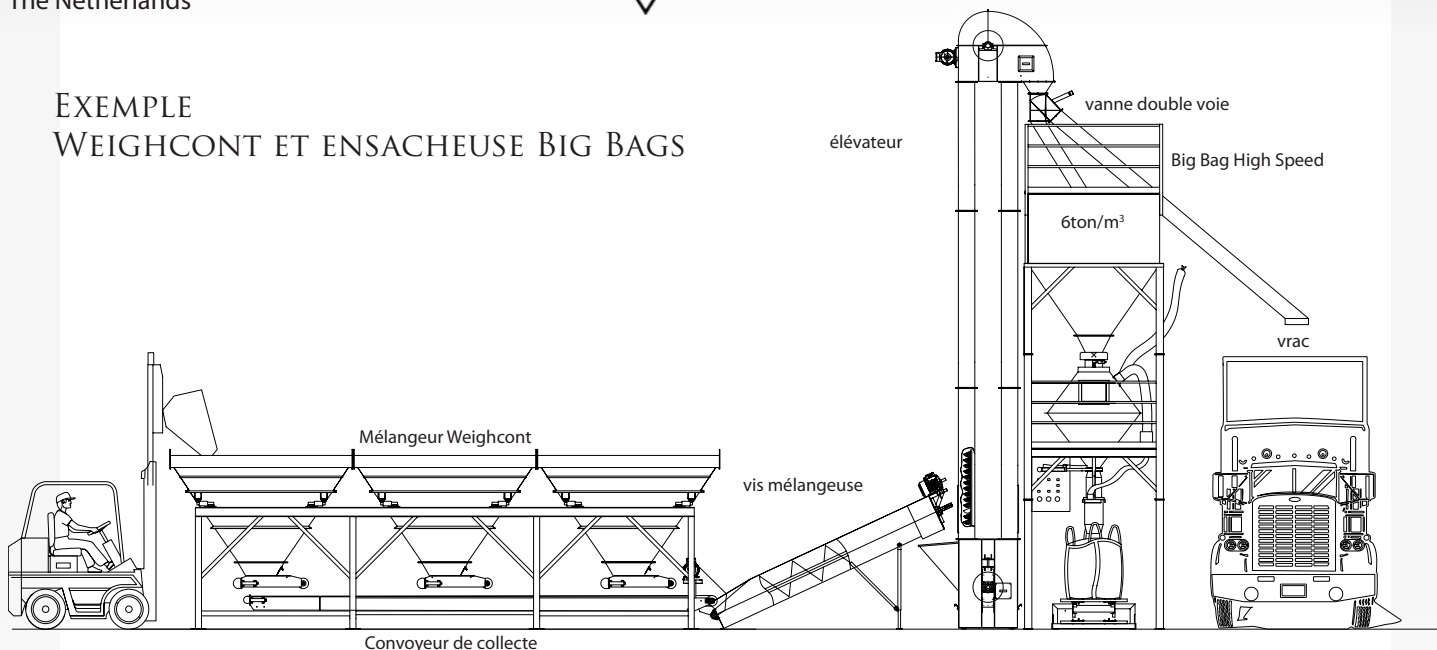 The Netherlands
EXEMPLE
WEIGHCONT ET ENSACHEUSE BIG BAGS
vanne double voie
élévateur
Big Bag High Speed
6ton/m³
vrac
Mélangeur Weighcont
vis mélangeuse
Convoyeur de collecte